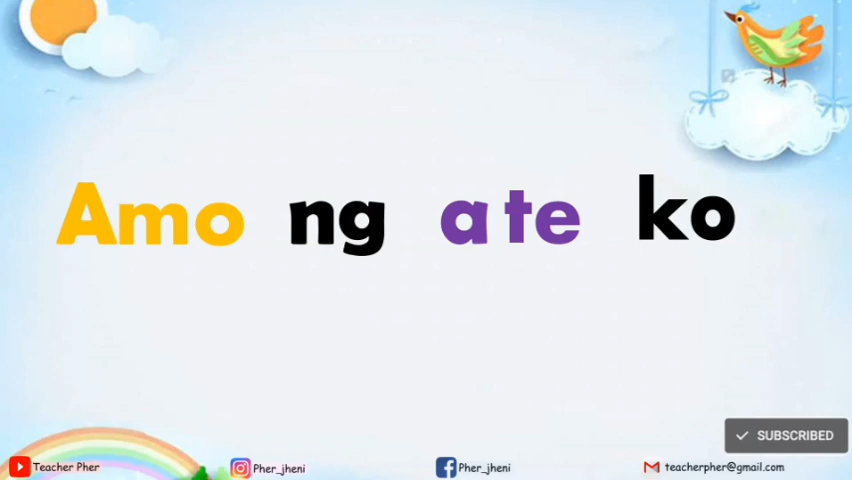 Amo ng ate ko
SUBSCRIBED
Teacher Pher Pher_jheni Pher_jheni teacherpher@gmail.com